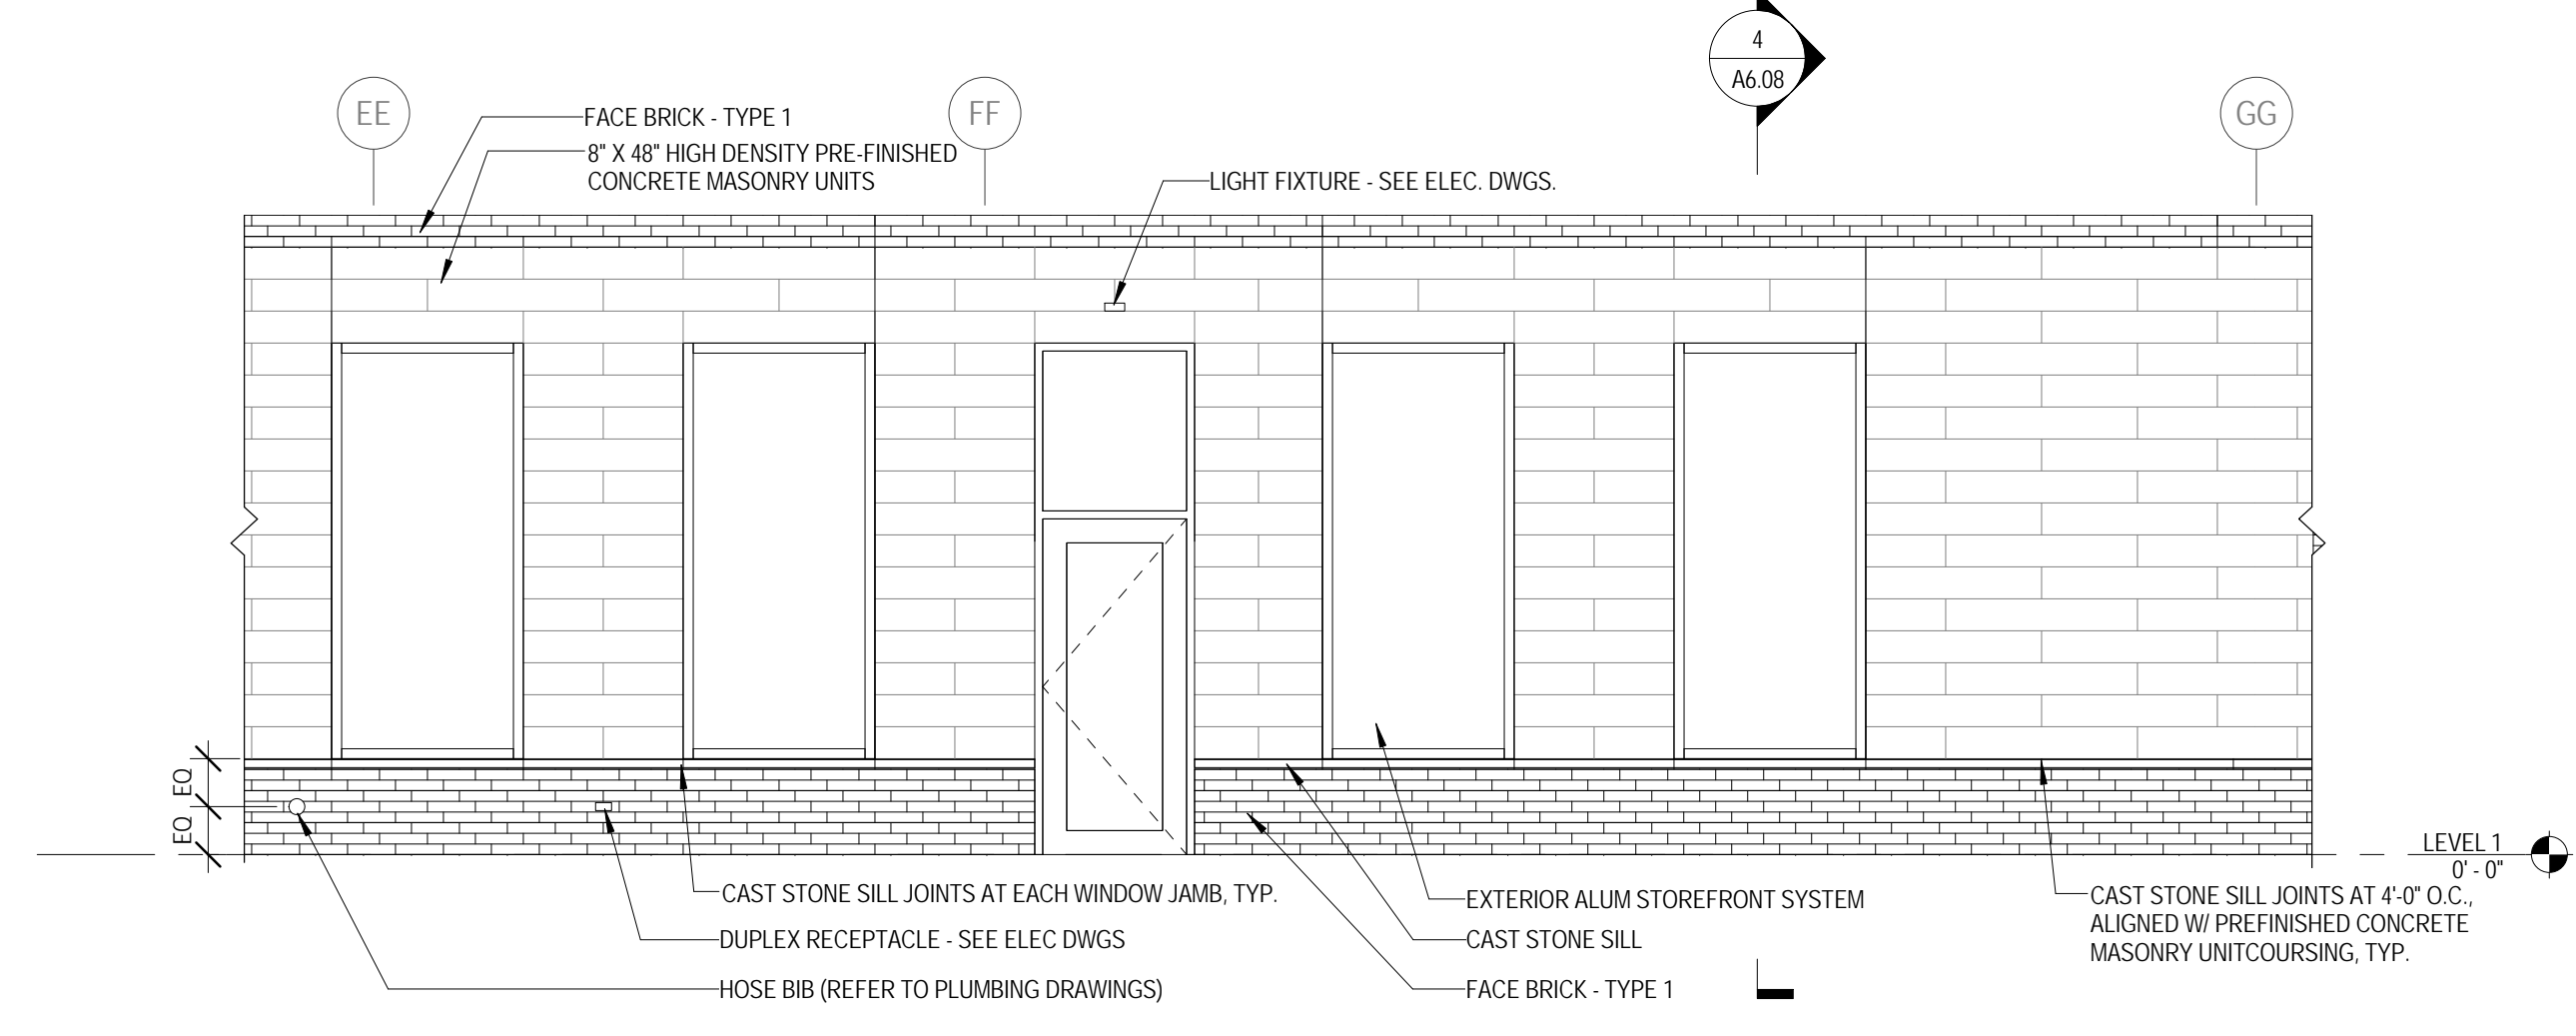 4
A6.08
EE
FF
GG
FACE BRICK - TYPE 1
8" X 48" HIGH DENSITY PRE-FINISHED
CONCRETE MASONRY UNITS
LIGHT FIXTURE - SEE ELEC. DWGS.
EQ
EQ
LEVEL 1
0' - 0"
CAST STONE SILL JOINTS AT EACH WINDOW JAMB, TYP.
DUPLEX RECEPTACLE - SEE ELEC DWGS
HOSE BIB (REFER TO PLUMBING DRAWINGS)
EXTERIOR ALUM STOREFRONT SYSTEM
CAST STONE SILL
FACE BRICK - TYPE 1
CAST STONE SILL JOINTS AT 4'-0" O.C.,
ALIGNED W/ PREFINISHED CONCRETE
MASONRY UNITCOURSING, TYP.